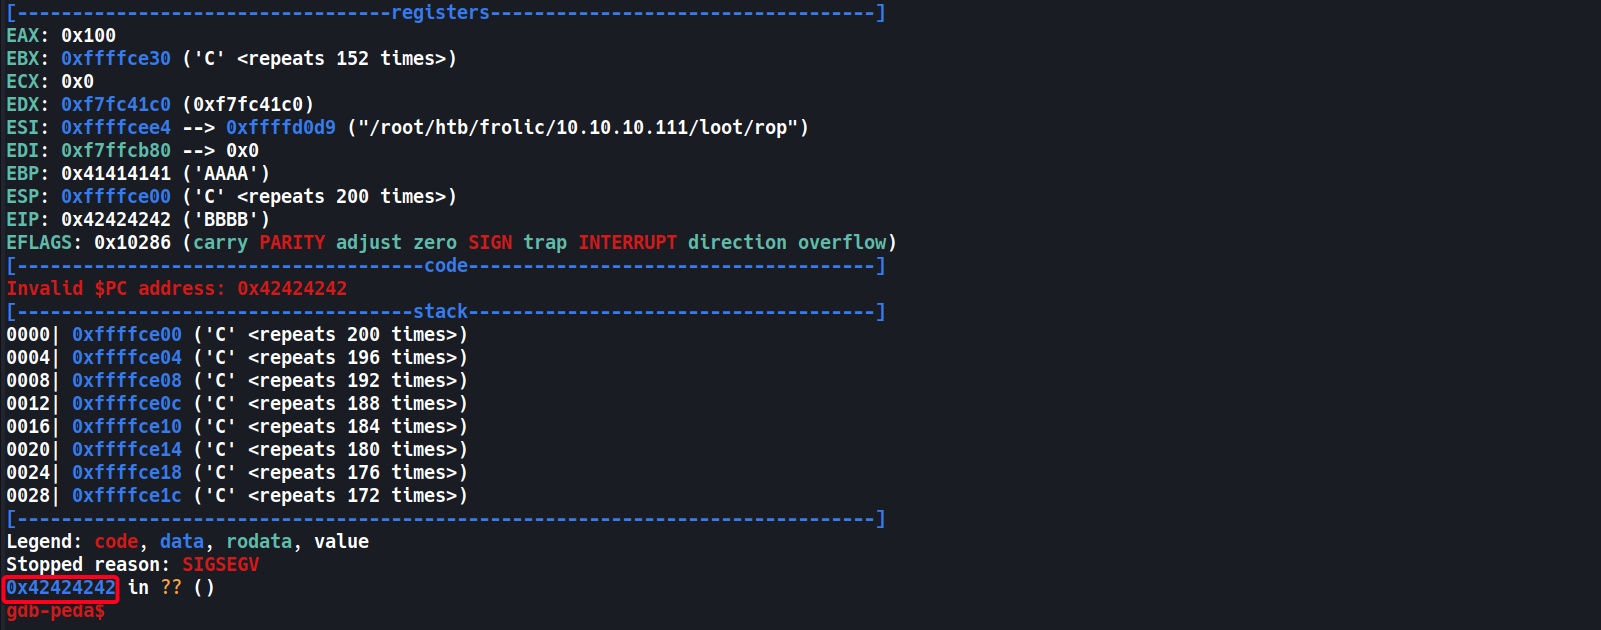 [----------------------------------registers-----------------------------------]
EAX: 0x100
EBX: 0xffffce30 ('C' <repeats 152 times>)
ECX: 0x0
EDX: 0xf7fc41c0 (0xf7fc41c0)
ESI: 0xffffcee4 --> 0xffffd0d9 ("/root/htb/frolic/10.10.10.111/loot/rop")
EDI: 0xf7ffcb80 --> 0x0
EBP: 0x41414141 ('AAAA')
ESP: 0xffffce00 ('C' <repeats 200 times>)
EIP: 0x42424242 ('BBBB')
EFLAGS: 0x10286 (carry PARITY adjust zero SIGN trap INTERRUPT direction overflow)
[-------------------------------------code-------------------------------------]
Invalid $PC address: 0x42424242
[------------------------------------stack-------------------------------------]
0000| 0xffffce00 ('C' <repeats 200 times>)
0004| 0xffffce04 ('C' <repeats 196 times>)
0008| 0xffffce08 ('C' <repeats 192 times>)
0012| 0xffffce0c ('C' <repeats 188 times>)
0016| 0xffffce10 ('C' <repeats 184 times>)
0020| 0xffffce14 ('C' <repeats 180 times>)
0024| 0xffffce18 ('C' <repeats 176 times>)
0028| 0xffffce1c ('C' <repeats 172 times>)
[------------------------------------------------------------------------------]
Legend: code, data, rodata, value
Stopped reason: SIGSEGV
0x42424242 in ?? ()
gdb-peda$